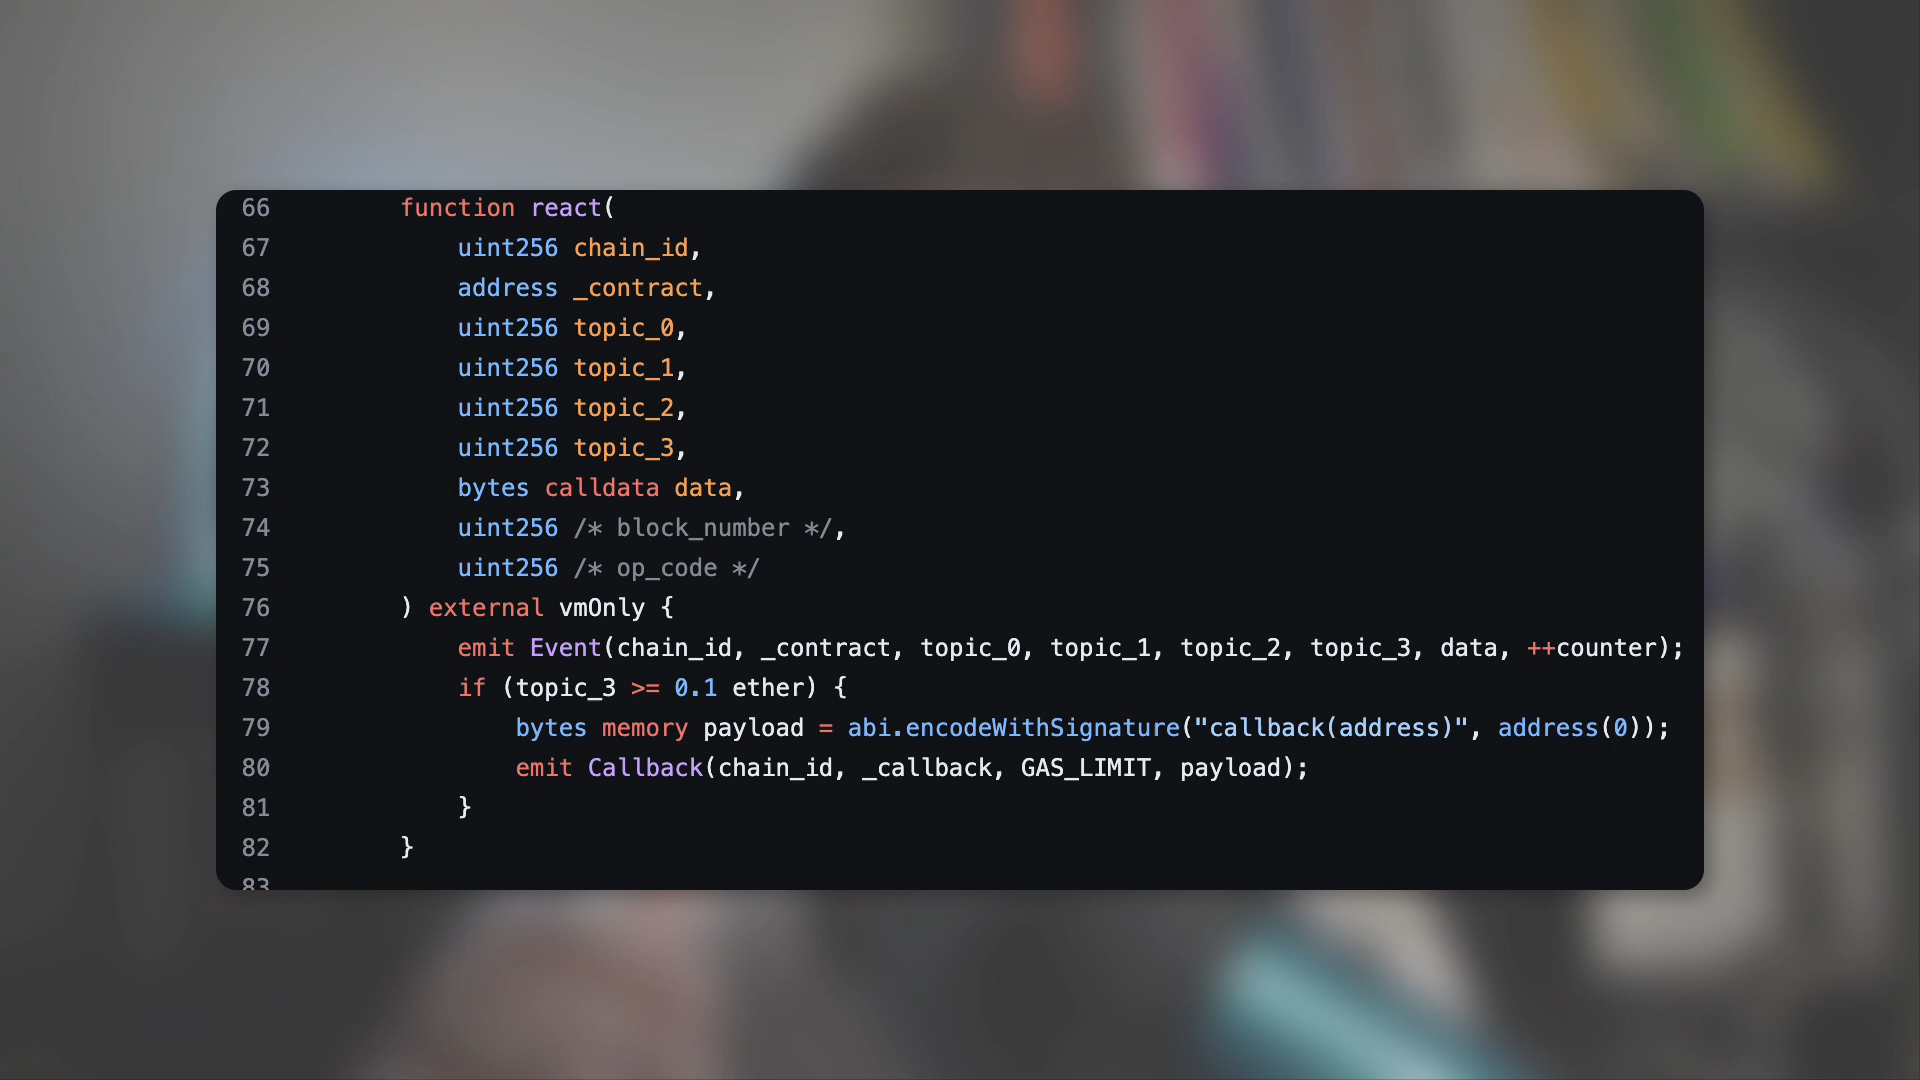 66 function react(
67 uint256 chain_id,
68 address _contract,
69 uint256 topic_0,
70 uint256 topic_1,
71 uint256 topic_2,
72 uint256 topic_3,
73 bytes calldata data,
74 uint256 /* block_number */,
75 uint256 /* op_code */
76 ) external vmOnly {
77 emit Event(chain_id, _contract, topic_0, topic_1, topic_2, topic_3, data, ++counter);
78 if (topic_3 >= 0.1 ether) {
79 bytes memory payload = abi.encodeWithSignature("callback(address)", address(0));
80 emit Callback(chain_id, _callback, GAS_LIMIT, payload);
81 }
82 }
83